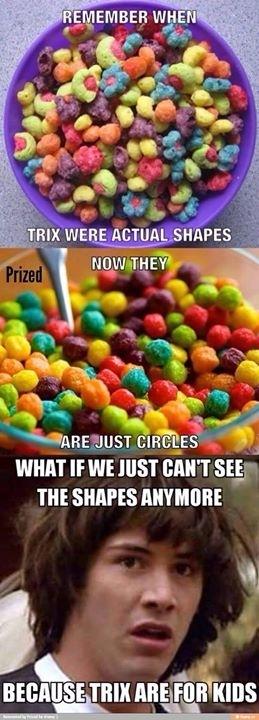 REMEMBER WHEN
TRIX WERE ACTUAL SHAPES
NOW THEY
Prized
ARE JUST CIRCLES
WHAT IF WE JUST CAN'T SEE
THE SHAPES ANYMORE
BECAUSE TRIX ARE FOR KIDS